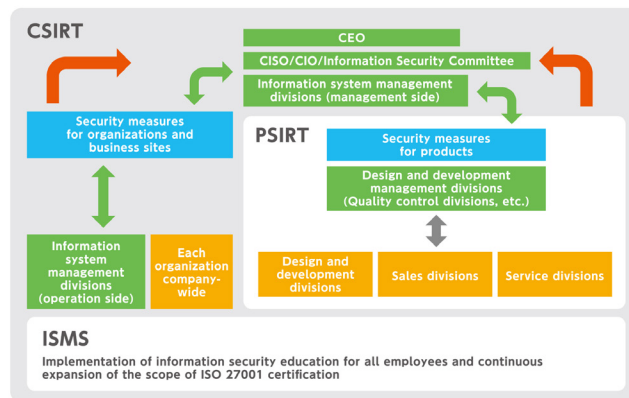 CSIRT
CEO
CISO/CIO/Information Security Committee
Information system management
divisions (management side)
Security measures
for organizations and
business sites
PSIRT
Security measures
for products
Design and development
management divisions
(Quality control divisions, etc.)
Information
system
management
divisions
(operation side)
Each
organization
company-
wide
Design and
development
divisions
Sales divisions
Service divisions
ISMS
Implementation of information security education for all employees and continuous
expansion of the scope of ISO 27001 certification